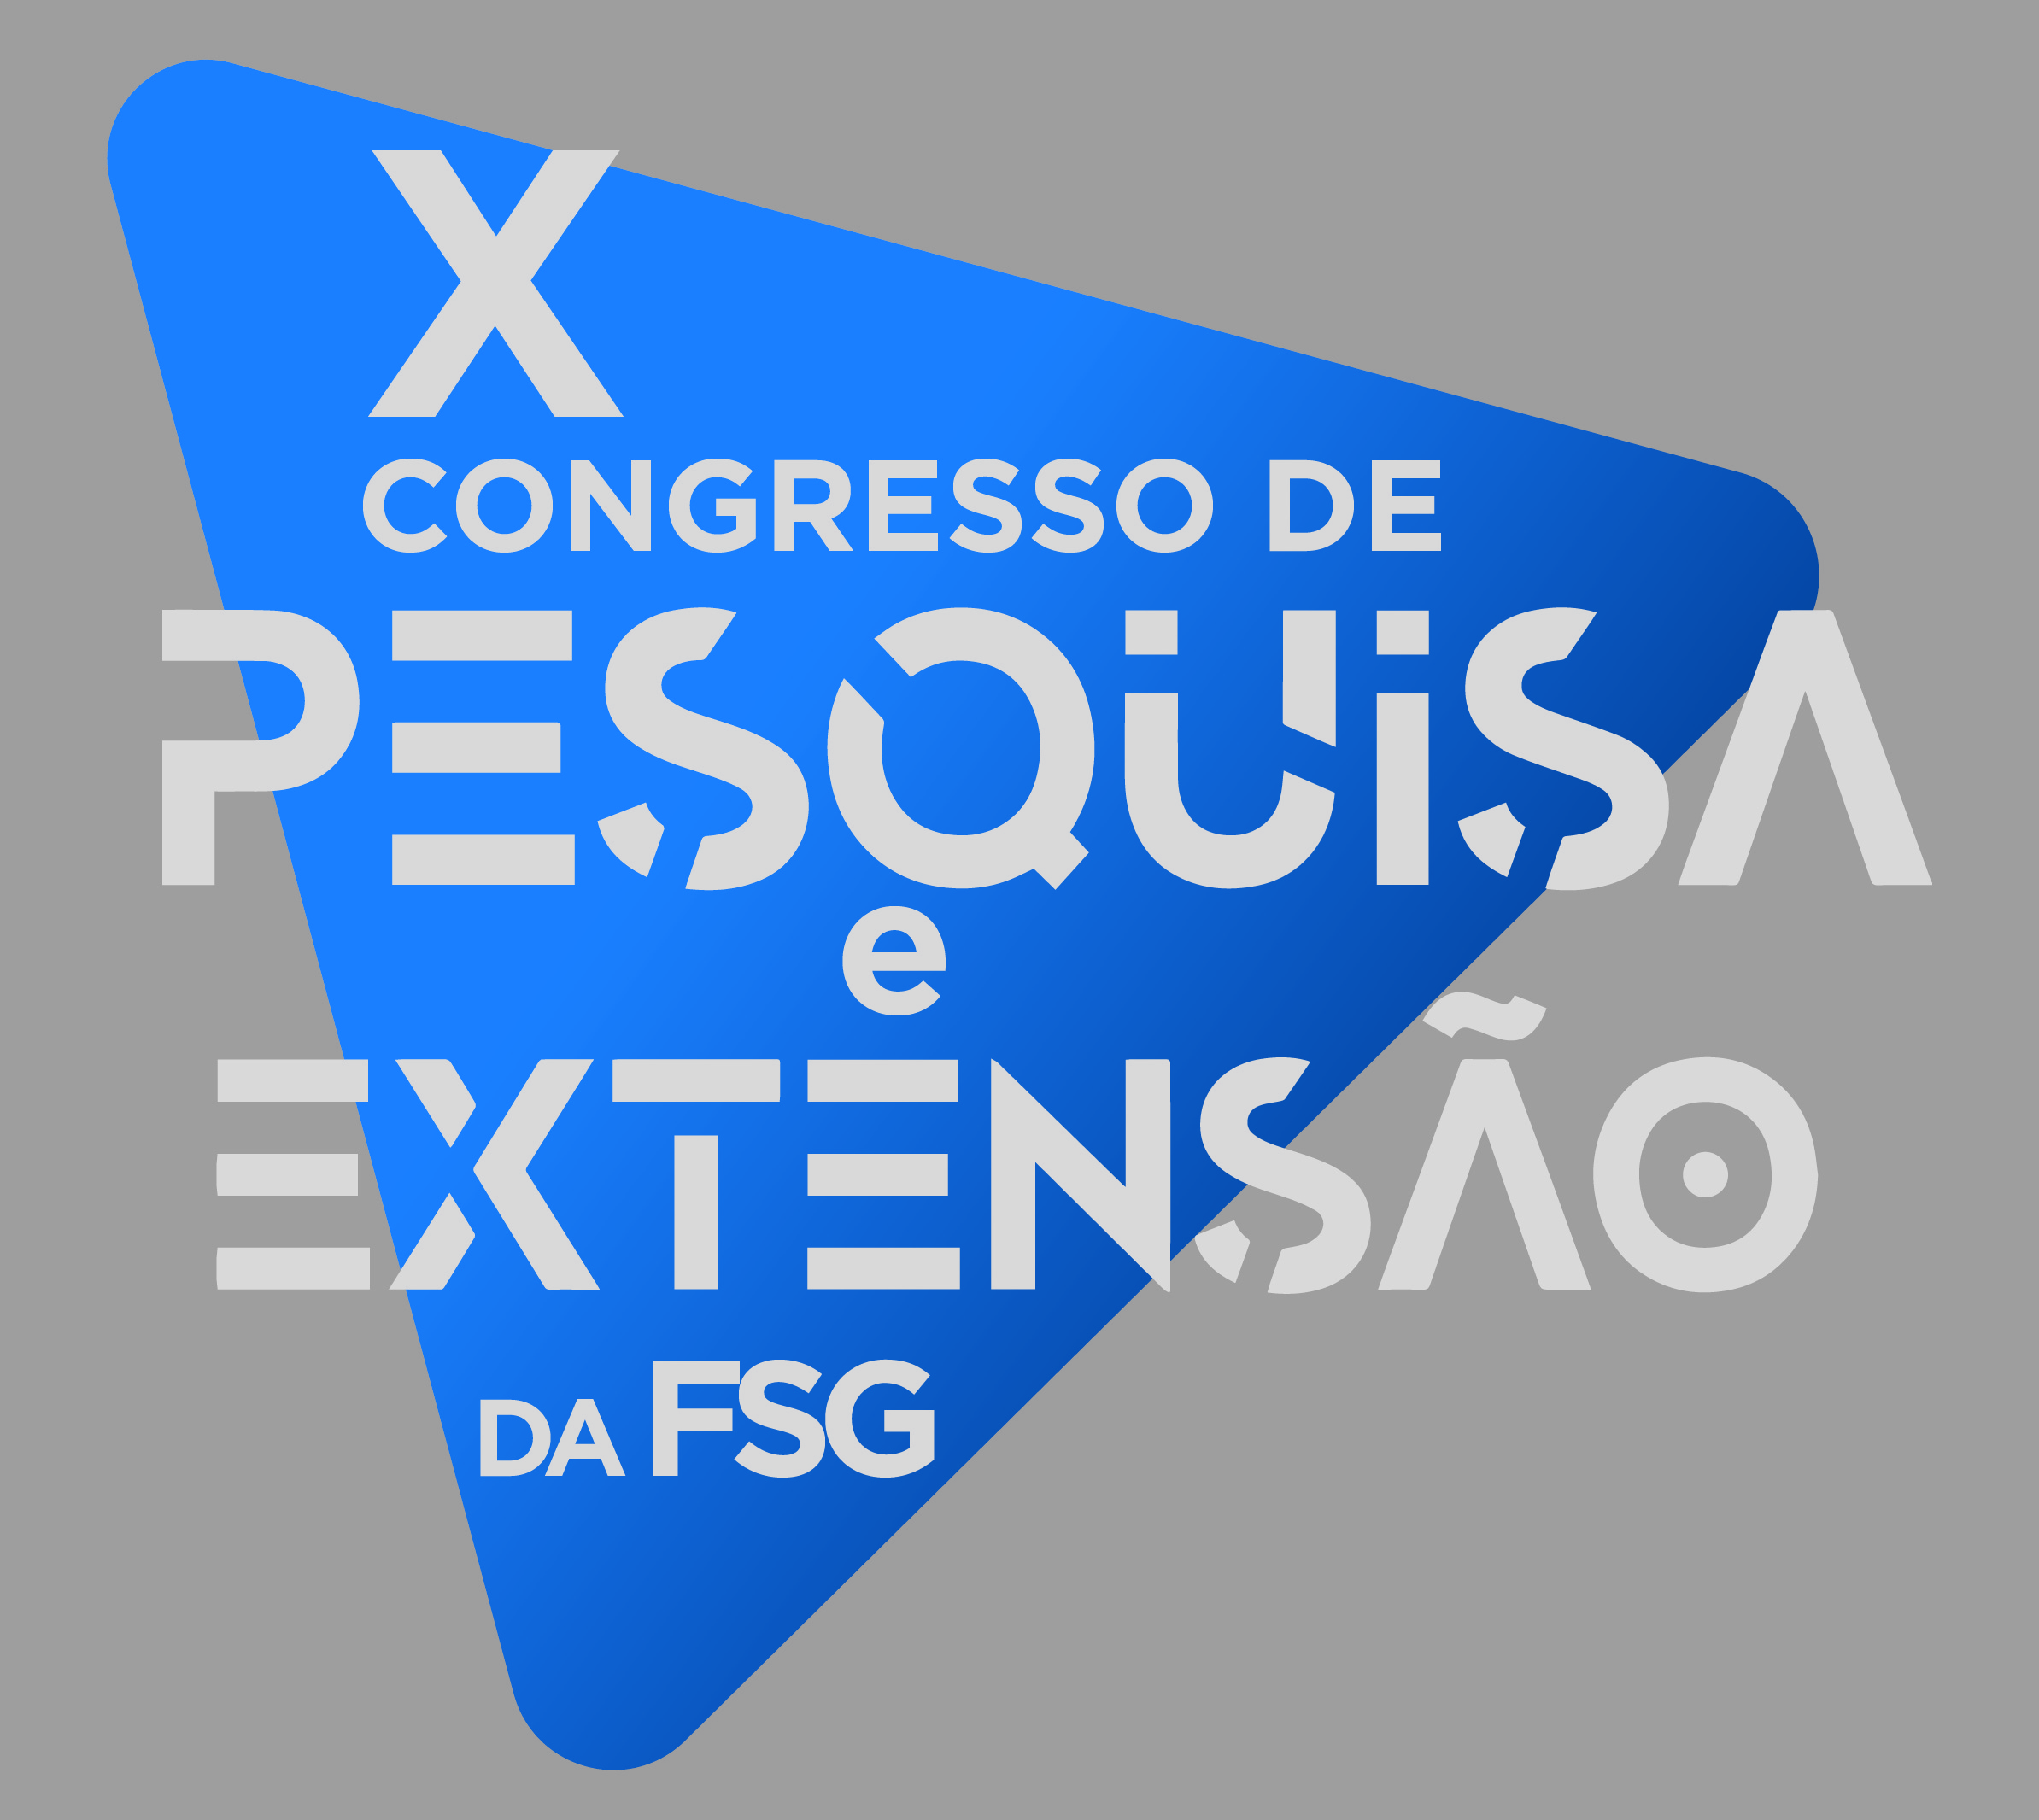 X
CONGRESSO DE
PESQUISA
e
EXTENSÃO
DA FSG